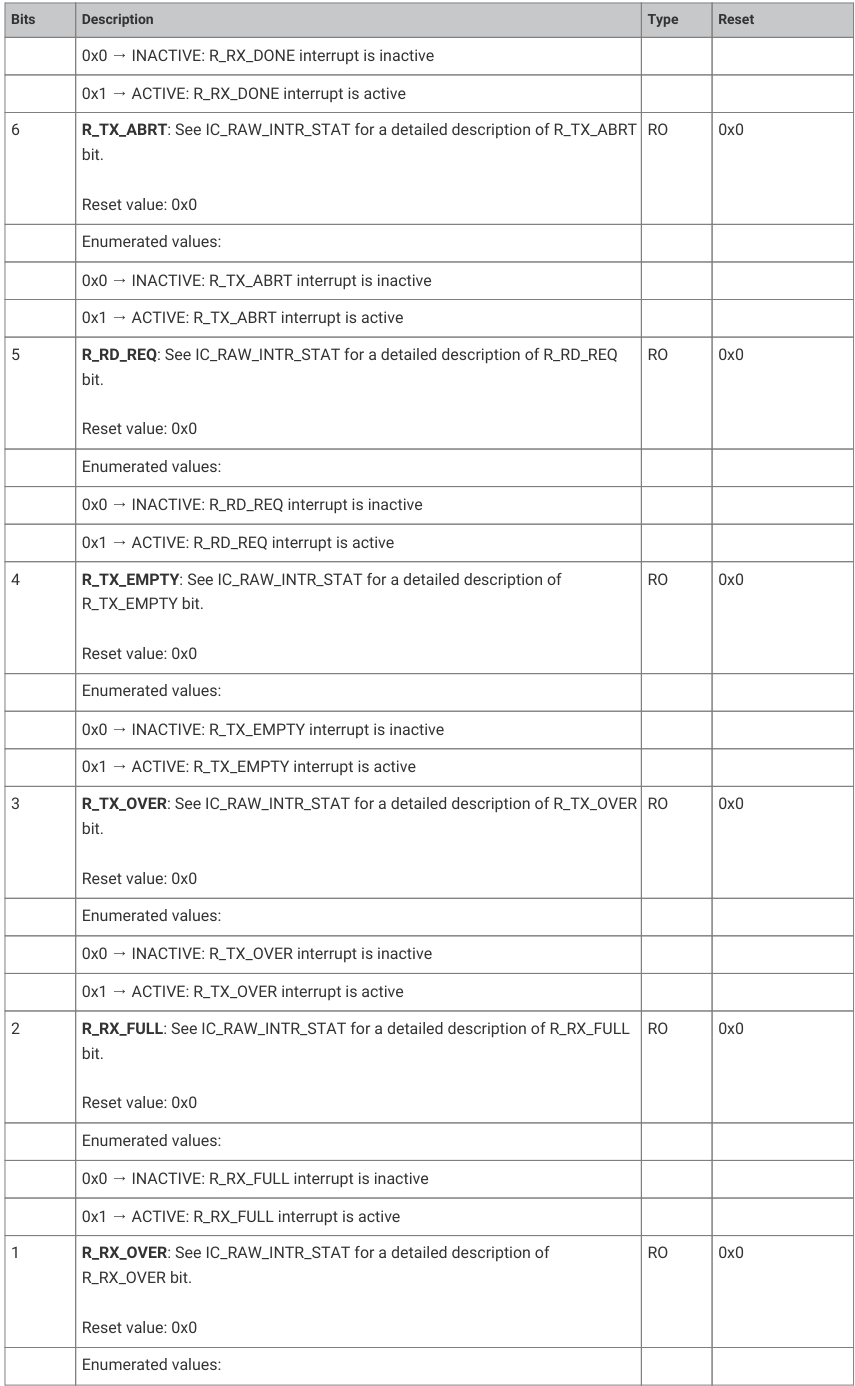 Bits Description Type Reset
0x0 → INACTIVE: R_RX_DONE interrupt is inactive
0x1 → ACTIVE: R_RX_DONE interrupt is active
6 R_TX_ABRT: See IC_RAW_INTR_STAT for a detailed description of R_TX_ABRT RO 0x0
bit.
Reset value: 0x0
Enumerated values:
0x0 → INACTIVE: R_TX_ABRT interrupt is inactive
0x1 → ACTIVE: R_TX_ABRT interrupt is active
5 R_RD_REQ: See IC_RAW_INTR_STAT for a detailed description of R_RD_REQ RO 0x0
bit.
Reset value: 0x0
Enumerated values:
0x0 → INACTIVE: R_RD_REQ interrupt is inactive
0x1 → ACTIVE: R_RD_REQ interrupt is active
4 R_TX_EMPTY: See IC_RAW_INTR_STAT for a detailed description of RO 0x0
R_TX_EMPTY bit.
Reset value: 0x0
Enumerated values:
0x0 → INACTIVE: R_TX_EMPTY interrupt is inactive
0x1 → ACTIVE: R_TX_EMPTY interrupt is active
3 R_TX_OVER: See IC_RAW_INTR_STAT for a detailed description of R_TX_OVER RO 0x0
bit.
Reset value: 0x0
Enumerated values:
0x0 → INACTIVE: R_TX_OVER interrupt is inactive
0x1 → ACTIVE: R_TX_OVER interrupt is active
2 R_RX_FULL: See IC_RAW_INTR_STAT for a detailed description of R_RX_FULL RO 0x0
bit.
Reset value: 0x0
Enumerated values:
0x0 → INACTIVE: R_RX_FULL interrupt is inactive
0x1 → ACTIVE: R_RX_FULL interrupt is active
1 R_RX_OVER: See IC_RAW_INTR_STAT for a detailed description of RO 0x0
R_RX_OVER bit.
Reset value: 0x0
Enumerated values: